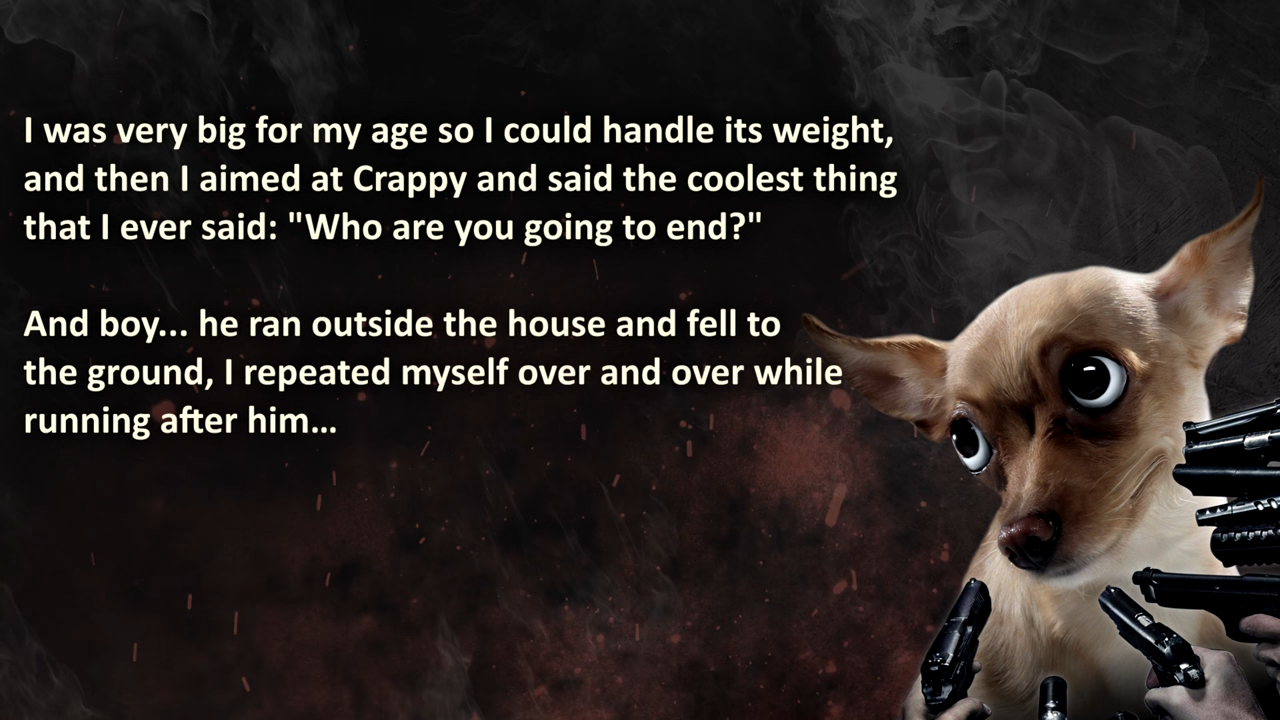 I was very big for my age so I could handle its weight,
and then I aimed at Crappy and said the coolest thing
that I ever said: "Who are you going to end?"
And boy... he ran outside the house and fell to
the ground, I repeated myself over and over while
running after him...